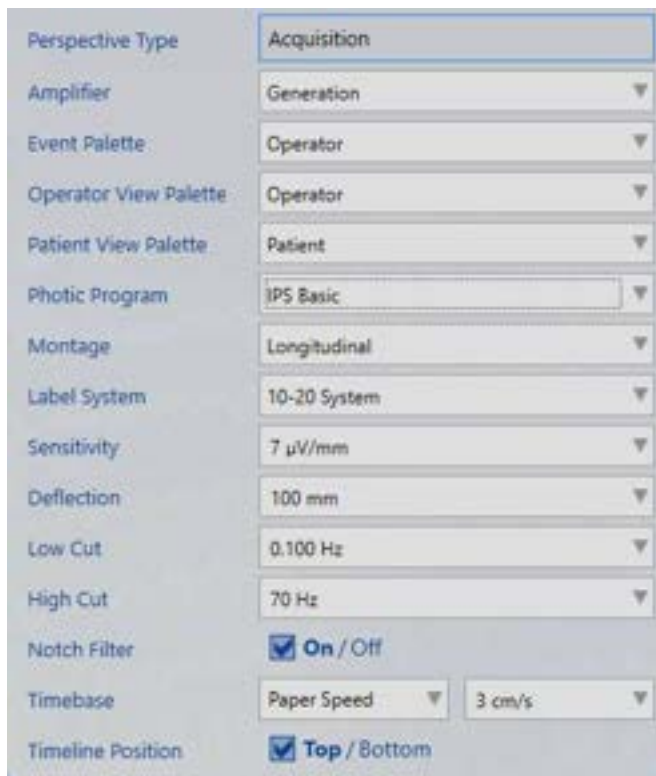 Perspective Type Acquisition
Amplifier Generation
Event Palette Operator
Operator View Palette Operator
Patient View Palette Patient
Photic Program IPS Basic
Montage Longitudinal
Label System 10-20 System
Sensitivity 7 µV/mm
Deflection 100 mm
Low Cut 0.100 Hz
High Cut 70 Hz
Notch Filter On / Off
Timebase Paper Speed 3 cm/s
Timeline Position Top / Bottom